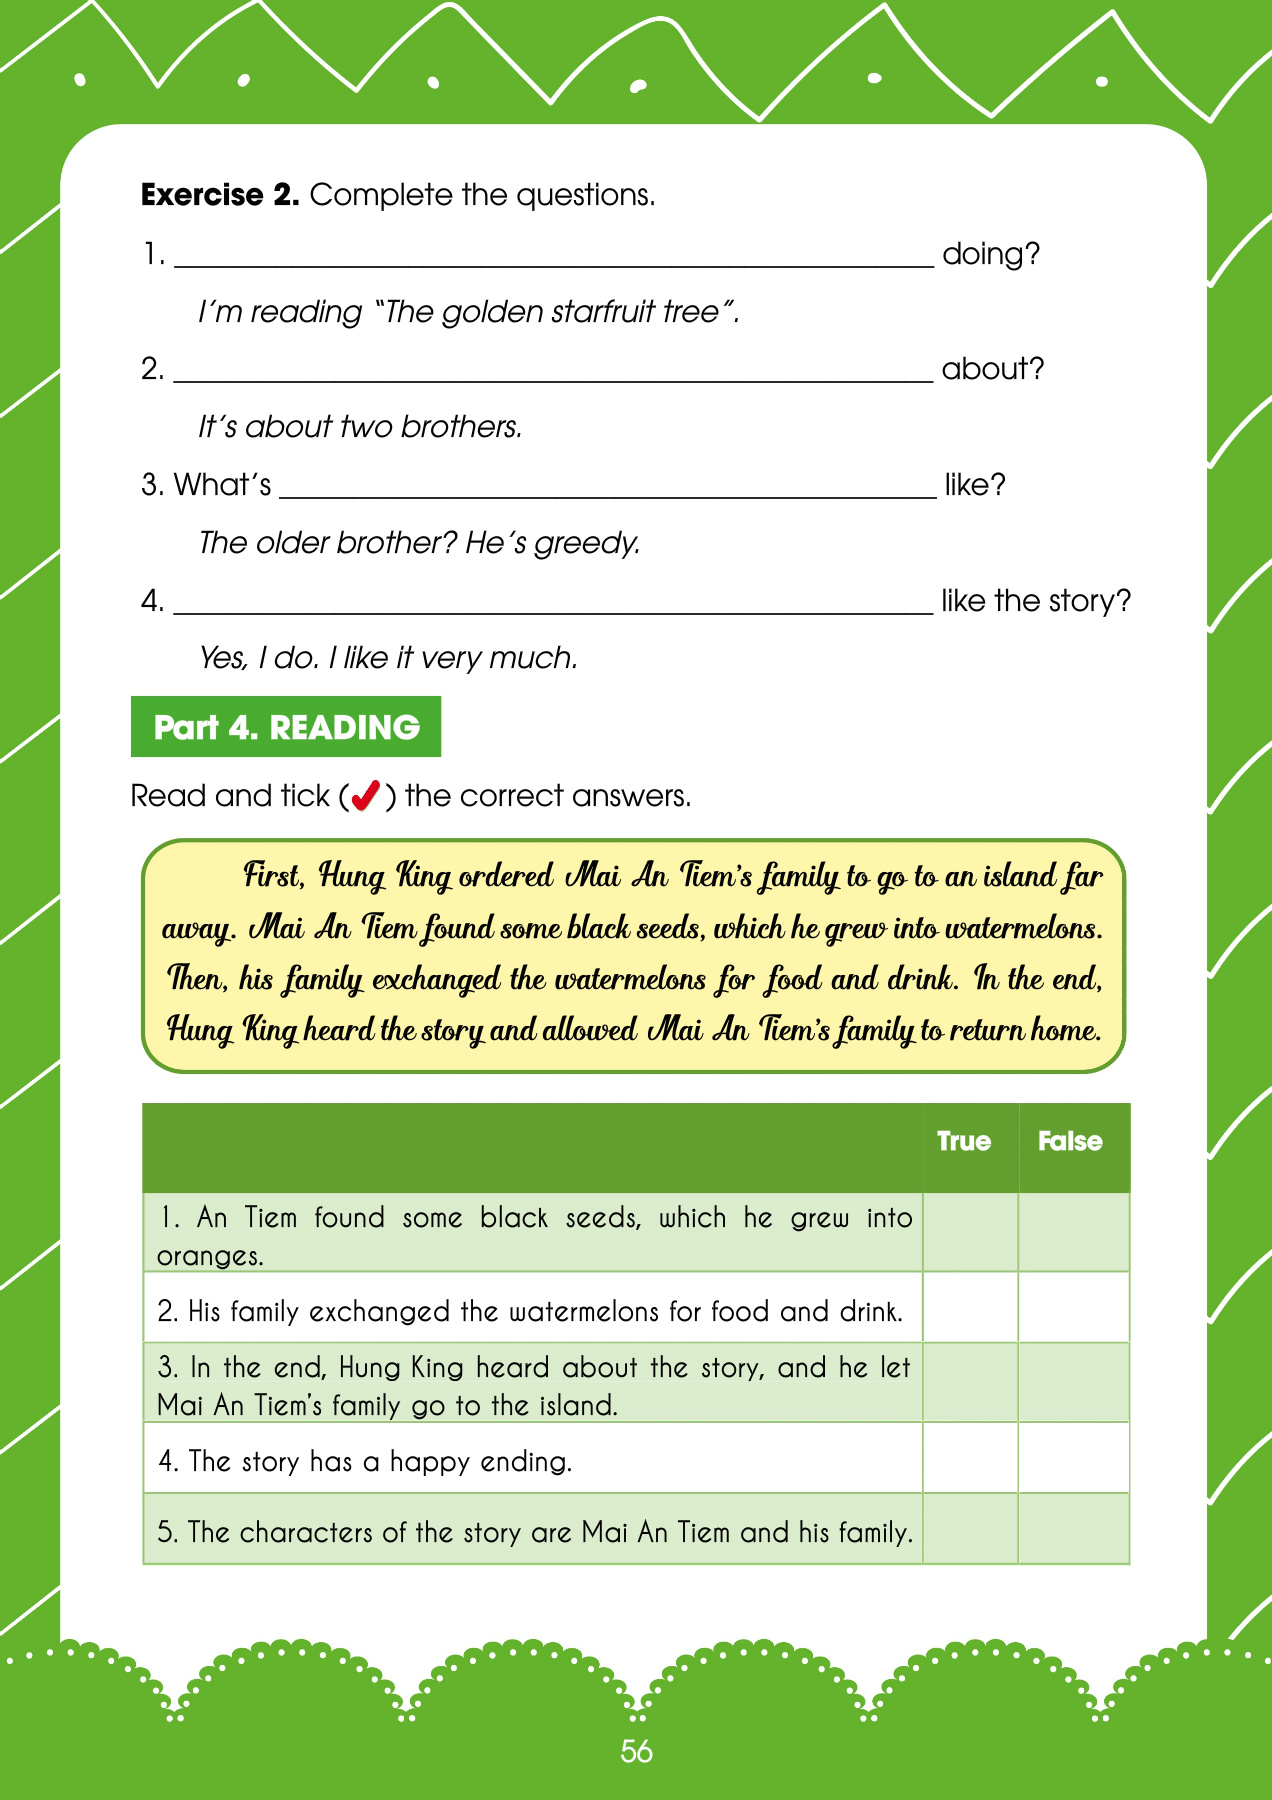 Exercise 2. Complete the questions.
1. ______________________________________________ doing?
I'm reading “The golden starfruit tree”.
2. ______________________________________________ about?
It's about two brothers.
3. What's ________________________________________ like?
The older brother? He's greedy.
4. ______________________________________________ like the story?
Yes, I do. I like it very much.
Part 4. READING
Read and tick (✓) the correct answers.
First, Hung King ordered Mai An Tiem's family to go to an island far
away. Mai An Tiem found some black seeds, which he grew into watermelons.
Then, his family exchanged the watermelons for food and drink. In the end,
Hung King heard the story and allowed Mai An Tiem's family to return home.
True False
1. An Tiem found some black seeds, which he grew into
oranges.
2. His family exchanged the watermelons for food and drink.
3. In the end, Hung King heard about the story, and he let
Mai An Tiem's family go to the island.
4. The story has a happy ending.
5. The characters of the story are Mai An Tiem and his family.
56